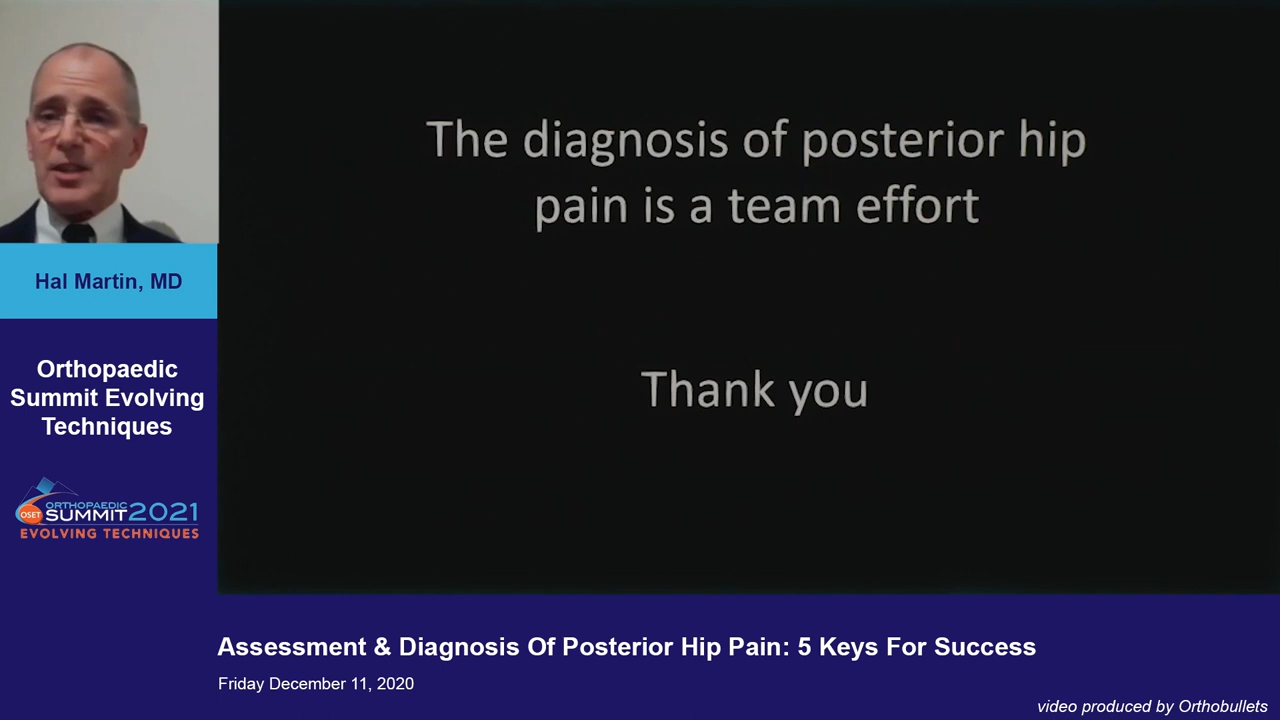 The diagnosis of posterior hip
pain is a team effort
Thank you
Hal Martin, MD
Orthopaedic
Summit Evolving
Techniques
OSET
ORTHOPAEDIC
SUMMIT 2021
EVOLVING TECHNIQUES
Assessment & Diagnosis Of Posterior Hip Pain: 5 Keys For Success
Friday December 11, 2020
video produced by Orthobullets